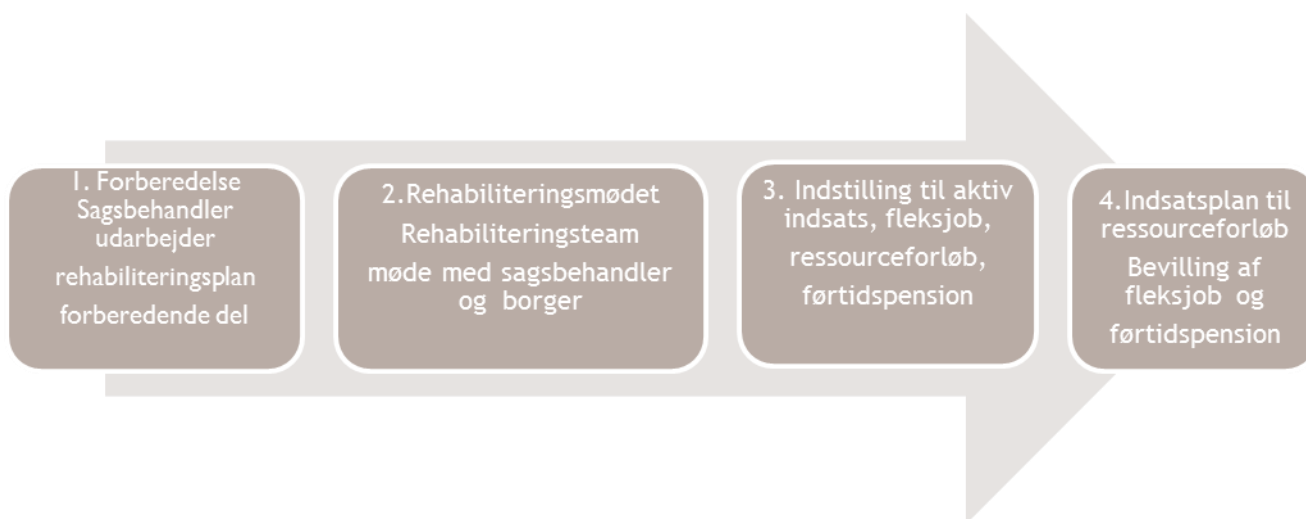 1. Forberedelse
Sagsbehandler
udarbejder
rehabiliteringsplan
forberedende del
2.Rehabiliteringsmødet
Rehabiliteringsteam
møde med sagsbehandler
og borger
3. Indstilling til aktiv
indsats, fleksjob,
ressourceforløb,
førtidspension
4.Indsatsplan til
ressourceforløb
Bevilling af
fleksjob og
førtidspension